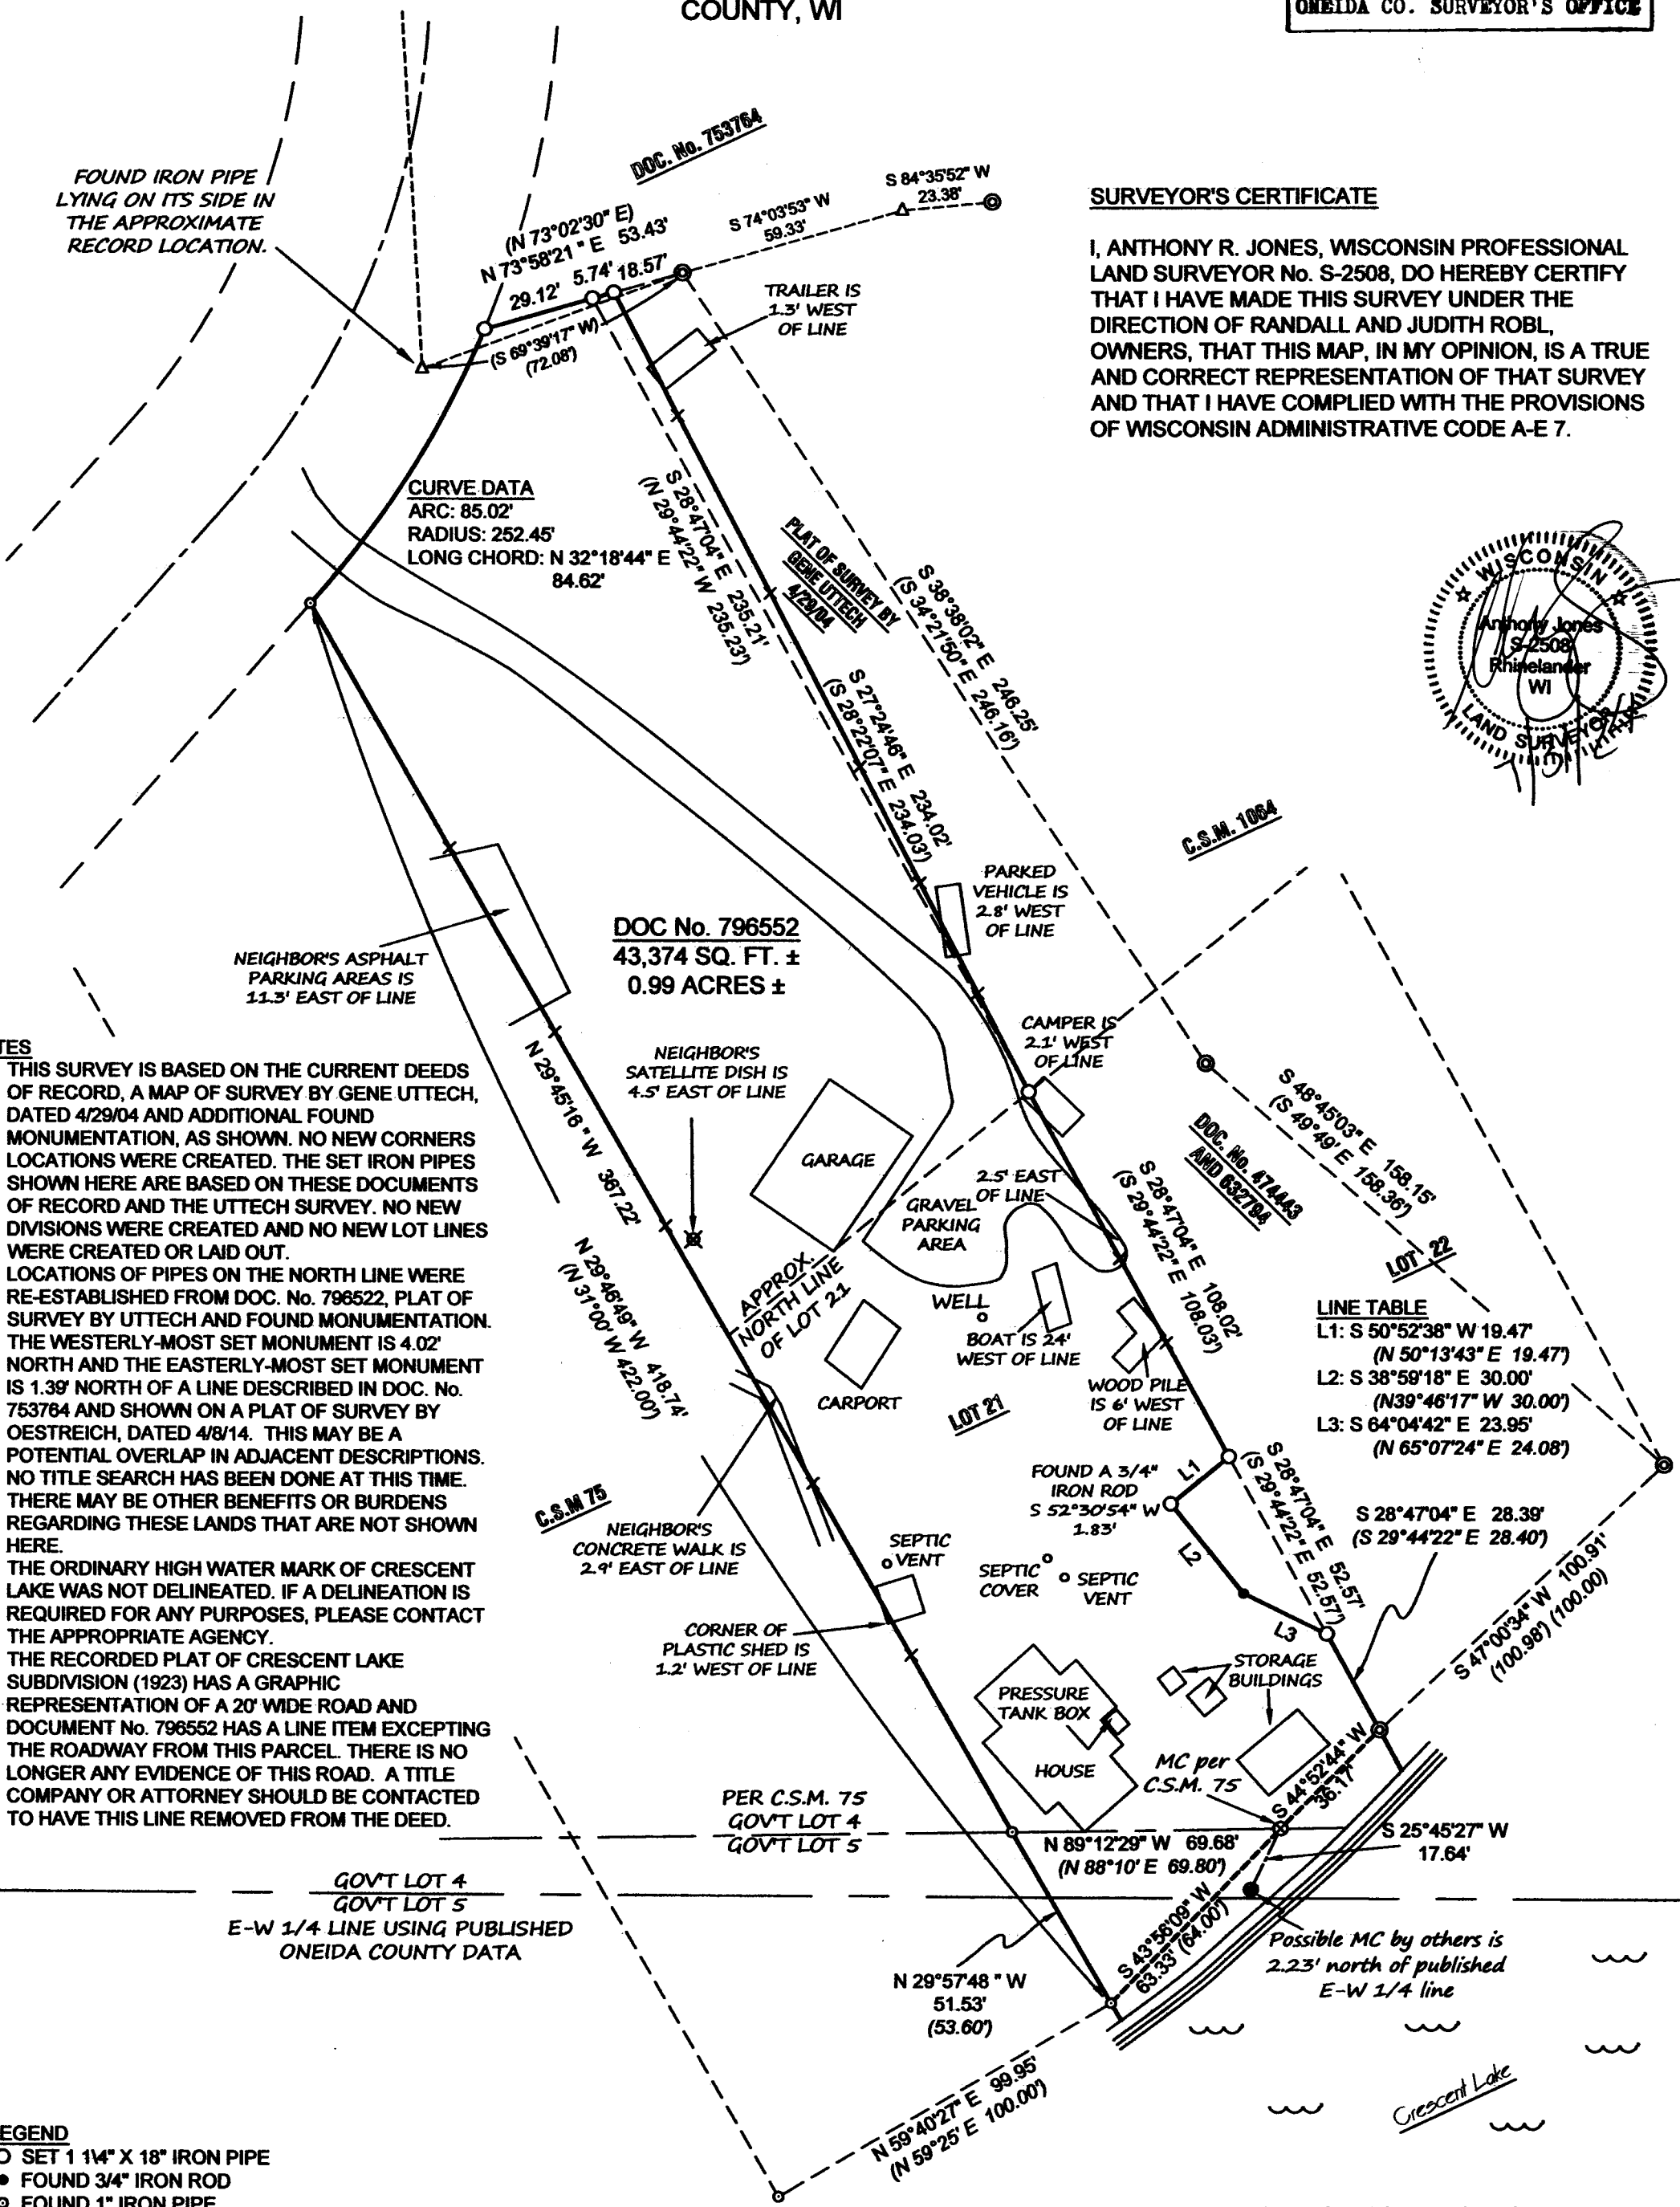 COUNTY, WI
ONEIDA CO. SURVEYOR'S OFFICE
DOC. No. 753764
FOUND IRON PIPE
LYING ON ITS SIDE IN
THE APPROXIMATE
RECORD LOCATION.
(N 73°02'30" E)
N 73°58'21 " E 53.43'
29.12' 5.74' 18.57'
(S 69°39'17" W)
(72.08')
S 74°03'53" W
59.33'
S 84°35'52" W
23.38'
TRAILER IS
1.3' WEST
OF LINE
SURVEYOR'S CERTIFICATE
I, ANTHONY R. JONES, WISCONSIN PROFESSIONAL
LAND SURVEYOR No. S-2508, DO HEREBY CERTIFY
THAT I HAVE MADE THIS SURVEY UNDER THE
DIRECTION OF RANDALL AND JUDITH ROBL,
OWNERS, THAT THIS MAP, IN MY OPINION, IS A TRUE
AND CORRECT REPRESENTATION OF THAT SURVEY
AND THAT I HAVE COMPLIED WITH THE PROVISIONS
OF WISCONSIN ADMINISTRATIVE CODE A-E 7.
CURVE DATA
ARC: 85.02'
RADIUS: 252.45'
LONG CHORD: N 32°18'44" E
84.62'
S 28°47'04" E 235.21'
(N 29°44'22" W 235.23')
PLAT OF SURVEY BY
GENE UTTECH
4/29/04
S 38°38'02" E 246.25'
(S 34°21'50" E 246.16')
S 27°24'46" E 234.02'
(S 28°22'07" E 234.03')
WISCONSIN
Anthony Jones
S-2508
Rhinelander
WI
LAND SURVEYOR
C.S.M. 1064
PARKED
VEHICLE IS
2.8' WEST
OF LINE
DOC No. 796552
43,374 SQ. FT. ±
0.99 ACRES ±
NEIGHBOR'S ASPHALT
PARKING AREAS IS
11.3' EAST OF LINE
CAMPER IS
2.1' WEST
OF LINE
NEIGHBOR'S
SATELLITE DISH IS
4.5' EAST OF LINE
N 29°45'16 " W 367.22'
N 29°46'49" W 418.74'
(N 31°00' W 422.00')
GARAGE
2.5' EAST
OF LINE
GRAVEL
PARKING
AREA
APPROX.
NORTH LINE
OF LOT 21
WELL
BOAT IS 24'
WEST OF LINE
CARPORT
WOOD PILE
IS 6' WEST
OF LINE
LOT 21
S 28°47'04" E 108.02'
(S 29°44'22" E 108.03')
DOC. No. 474443
AND 632794
S 48°45'03" E 158.15'
(S 49°49' E 158.36')
LOT 22
LINE TABLE
L1: S 50°52'38" W 19.47'
(N 50°13'43" E 19.47')
L2: S 38°59'18" E 30.00'
(N39°46'17" W 30.00')
L3: S 64°04'42" E 23.95'
(N 65°07'24" E 24.08')
TES
THIS SURVEY IS BASED ON THE CURRENT DEEDS
OF RECORD, A MAP OF SURVEY BY GENE UTTECH,
DATED 4/29/04 AND ADDITIONAL FOUND
MONUMENTATION, AS SHOWN. NO NEW CORNERS
LOCATIONS WERE CREATED. THE SET IRON PIPES
SHOWN HERE ARE BASED ON THESE DOCUMENTS
OF RECORD AND THE UTTECH SURVEY. NO NEW
DIVISIONS WERE CREATED AND NO NEW LOT LINES
WERE CREATED OR LAID OUT.
LOCATIONS OF PIPES ON THE NORTH LINE WERE
RE-ESTABLISHED FROM DOC. No. 796522, PLAT OF
SURVEY BY UTTECH AND FOUND MONUMENTATION.
THE WESTERLY-MOST SET MONUMENT IS 4.02'
NORTH AND THE EASTERLY-MOST SET MONUMENT
IS 1.39' NORTH OF A LINE DESCRIBED IN DOC. No.
753764 AND SHOWN ON A PLAT OF SURVEY BY
OESTREICH, DATED 4/8/14. THIS MAY BE A
POTENTIAL OVERLAP IN ADJACENT DESCRIPTIONS.
NO TITLE SEARCH HAS BEEN DONE AT THIS TIME.
THERE MAY BE OTHER BENEFITS OR BURDENS
REGARDING THESE LANDS THAT ARE NOT SHOWN
HERE.
THE ORDINARY HIGH WATER MARK OF CRESCENT
LAKE WAS NOT DELINEATED. IF A DELINEATION IS
REQUIRED FOR ANY PURPOSES, PLEASE CONTACT
THE APPROPRIATE AGENCY.
THE RECORDED PLAT OF CRESCENT LAKE
SUBDIVISION (1923) HAS A GRAPHIC
REPRESENTATION OF A 20' WIDE ROAD AND
DOCUMENT No. 796552 HAS A LINE ITEM EXCEPTING
THE ROADWAY FROM THIS PARCEL. THERE IS NO
LONGER ANY EVIDENCE OF THIS ROAD. A TITLE
COMPANY OR ATTORNEY SHOULD BE CONTACTED
TO HAVE THIS LINE REMOVED FROM THE DEED.
C.S.M 75
NEIGHBOR'S
CONCRETE WALK IS
2.9' EAST OF LINE
FOUND A 3/4"
IRON ROD
S 52°30'54" W
1.83'
L1
L2
L3
SEPTIC
VENT
SEPTIC
COVER
SEPTIC
VENT
S 28°47'04" E 52.57'
(S 29°44'22" E 52.57')
S 28°47'04" E 28.39'
(S 29°44'22" E 28.40')
S 47°00'34" W 100.91'
(100.98') (100.00')
CORNER OF
PLASTIC SHED IS
1.2' WEST OF LINE
STORAGE
BUILDINGS
PRESSURE
TANK BOX
HOUSE
MC per
C.S.M. 75
S 44°52'44" W
36.17'
PER C.S.M. 75
GOV'T LOT 4
GOV'T LOT 5
N 89°12'29" W 69.68'
(N 88°10' E 69.80')
S 25°45'27" W
17.64'
GOV'T LOT 4
GOV'T LOT 5
E-W 1/4 LINE USING PUBLISHED
ONEIDA COUNTY DATA
S 43°56'09" W
63.33' (64.00')
Possible MC by others is
2.23' north of published
E-W 1/4 line
N 29°57'48 " W
51.53'
(53.60')
N 59°40'27" E 99.95'
(N 59°25' E 100.00')
Crescent Lake
EGEND
SET 1 1\4" X 18" IRON PIPE
FOUND 3/4" IRON ROD
FOUND 1" IRON PIPE